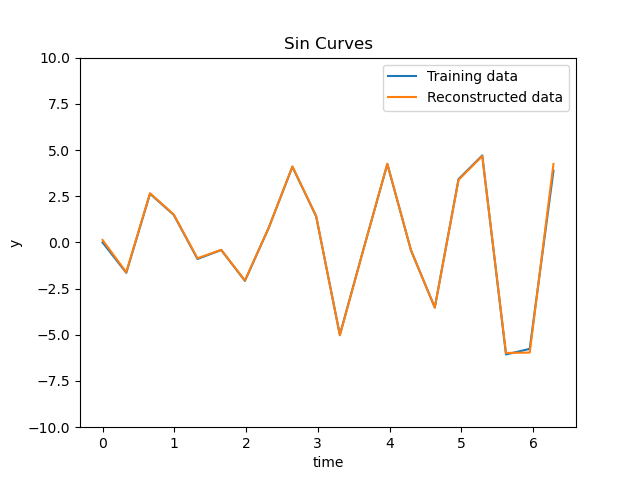 Sin Curves
Training data
Reconstructed data
10.0
7.5
5.0
2.5
0.0
−2.5
−5.0
−7.5
−10.0
y
0 1 2 3 4 5 6
time